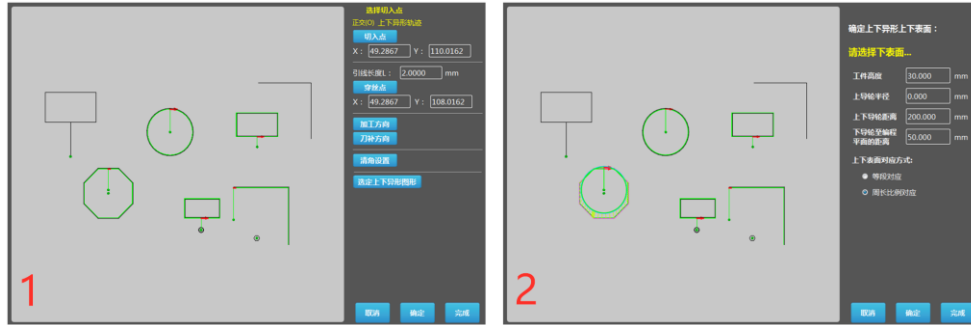 选择切入点
正交(O) 上下异形轨迹
切入点
X： 49.2867 Y： 110.0162
引线长度L： 2.0000 mm
穿丝点
X： 49.2867 Y： 108.0162
加工方向
刀补方向
清角设置
选定上下异形图形
取消 确定 完成
1
确定上下异形上下表面：
请选择下表面...
工件高度 30.000 mm
上导轮半径 0.000 mm
上下导轮距离 200.000 mm
下导轮至编程
平面的距离 50.000 mm
上下表面对应方式:
等段对应
周长比例对应
取消 确定 完成
2